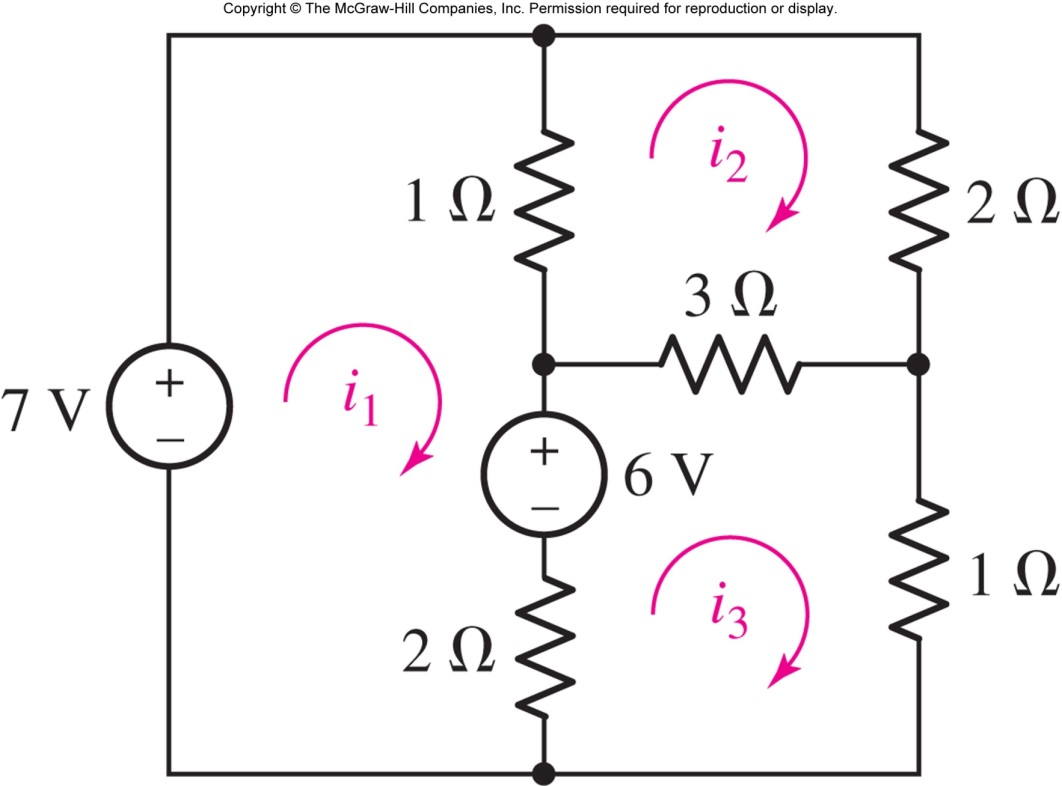 Copyright © The McGraw-Hill Companies, Inc. Permission required for reproduction or display.
i2
1 Ω
2 Ω
3 Ω
+
7 V
−
i1
+
6 V
−
1 Ω
i3
2 Ω